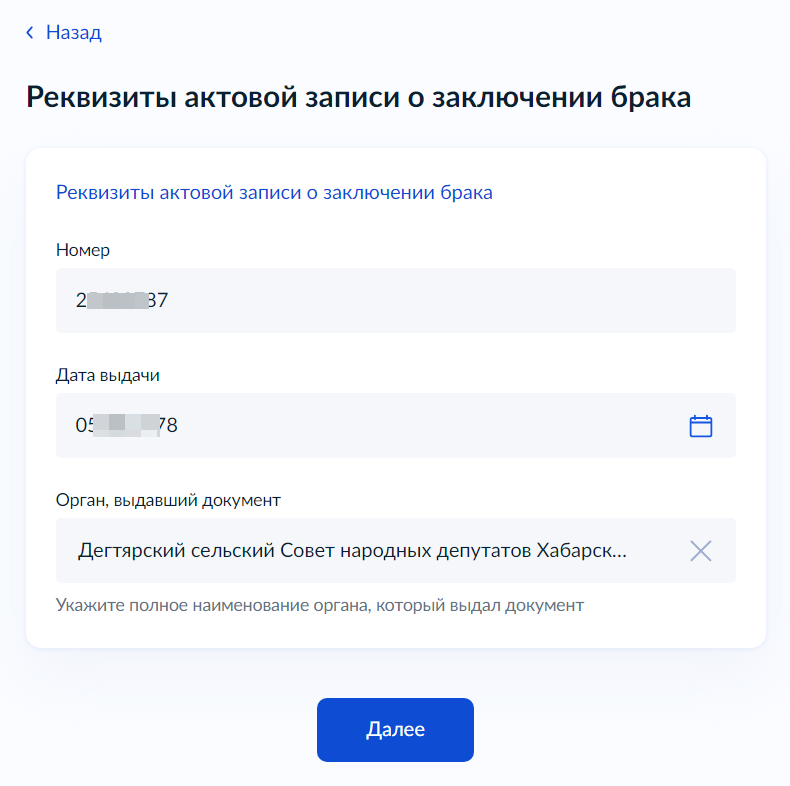 Назад
Реквизиты актовой записи о заключении брака
Реквизиты актовой записи о заключении брака
Номер
Дата выдачи
Орган, выдавший документ
Дегтярский сельский Совет народных депутатов Хабарск...
Укажите полное наименование органа, который выдал документ
Далее